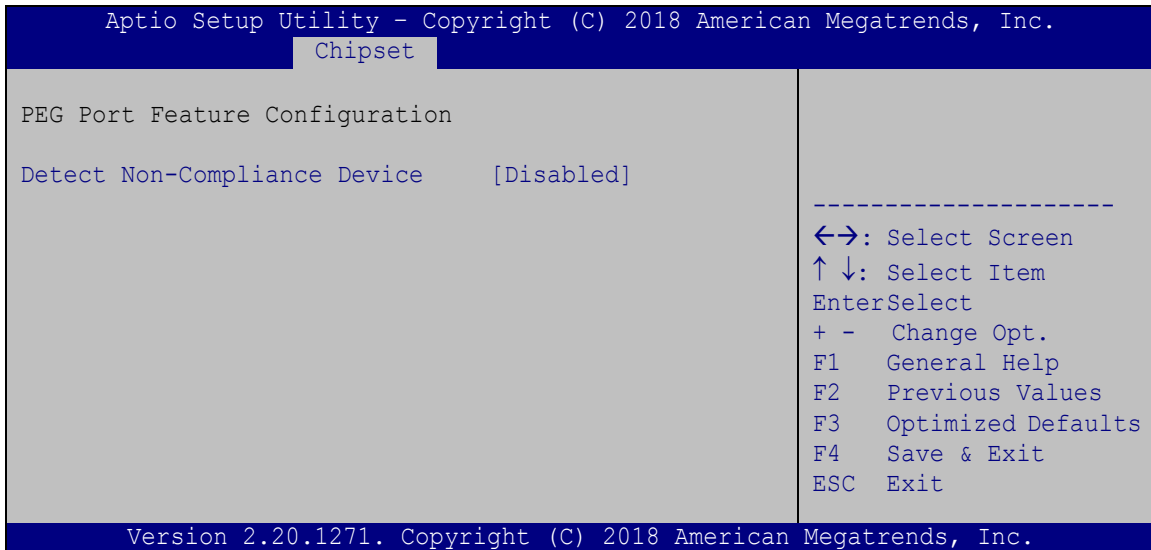 Aptio Setup Utility – Copyright (C) 2018 American Megatrends, Inc.
Chipset
PEG Port Feature Configuration
Detect Non-Compliance Device [Disabled]
---------------------
←→: Select Screen
↑ ↓: Select Item
EnterSelect
+ - Change Opt.
F1 General Help
F2 Previous Values
F3 Optimized Defaults
F4 Save & Exit
ESC Exit
Version 2.20.1271. Copyright (C) 2018 American Megatrends, Inc.